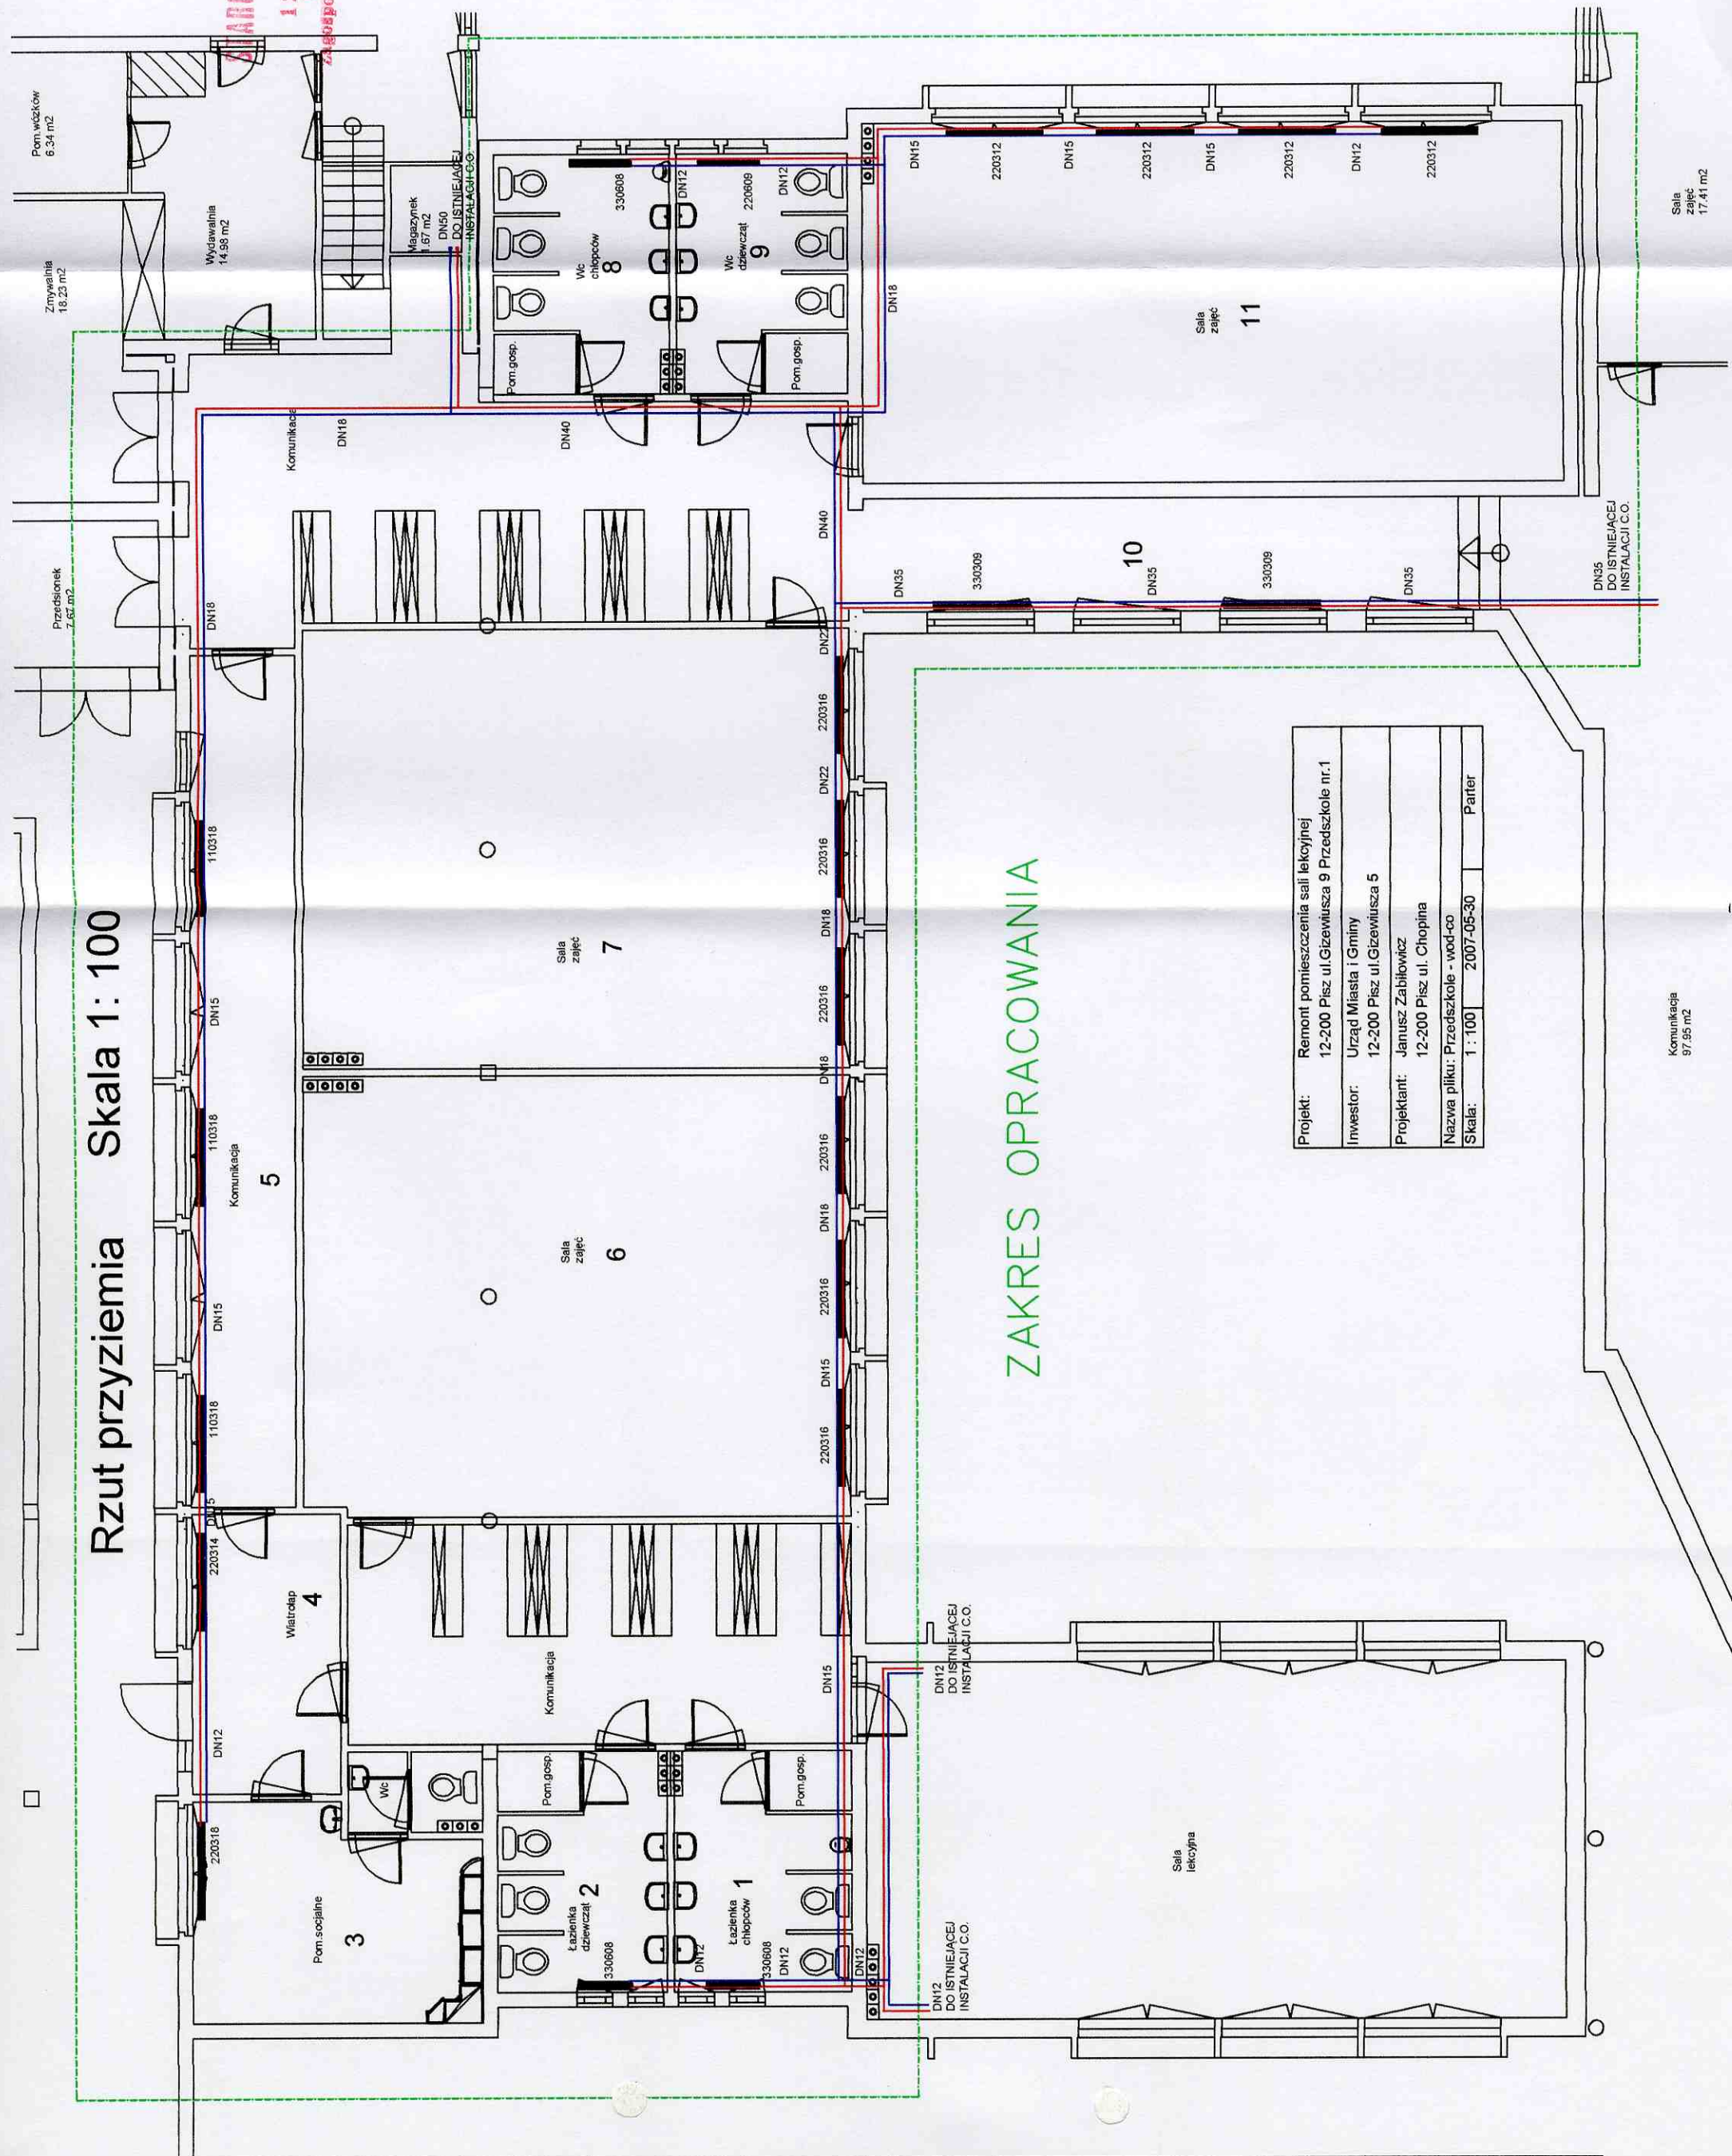 Rzut przyziemia Skala 1: 100
Pom.wózków
6.34 m2
Zmywalnia
18.23 m2
Wydawalnia
14.98 m2
Przedsionek
7.67 m2
Magazynek
1.67 m2
DN50
DO ISTNIEJĄCEJ
INSTALACJI C.O.
Pom.socjalne
3
220318
DN12
Wiatrołap
4
220314
DN15
110318
DN15
Komunikacja
5
110318
DN15
110318
DN18
Komunikacja
DN18
DN40
DN40
Wc
Pom.gosp.
Łazienka
dziewcząt
2
330608
DN12
Łazienka
chłopców
1
330608
DN12
DN12
Pom.gosp.
Komunikacja
DN15
Sala
zajęć
6
Sala
zajęć
7
220316
DN15
220316
DN18
220316
DN18
220316
DN18
220316
DN22
220316
DN22
Pom.gosp.
Wc
chłopców
8
330608
DN12
Wc
dziewcząt
9
220609
DN12
Pom.gosp.
DN18
DN35
330309
10
DN35
330309
DN35
DN35
DO ISTNIEJĄCEJ
INSTALACJI C.O.
Sala
zajęć
11
DN15
220312
DN15
220312
DN15
220312
DN12
220312
Sala
zajęć
17.41 m2
DN12
DO ISTNIEJĄCEJ
INSTALACJI C.O.
DN12
DO ISTNIEJĄCEJ
INSTALACJI C.O.
Sala
lekcyjna
ZAKRES OPRACOWANIA
Projekt: Remont pomieszczenia sali lekcyjnej
12-200 Pisz ul.Gizewiusza 9 Przedszkole nr.1
Inwestor: Urząd Miasta i Gminy
12-200 Pisz ul.Gizewiusza 5
Projektant: Janusz Zabiłowicz
12-200 Pisz ul. Chopina
Nazwa pliku: Przedszkole - wod-co
Skala: 1 : 100 2007-05-30 Parter
Komunikacja
97.95 m2